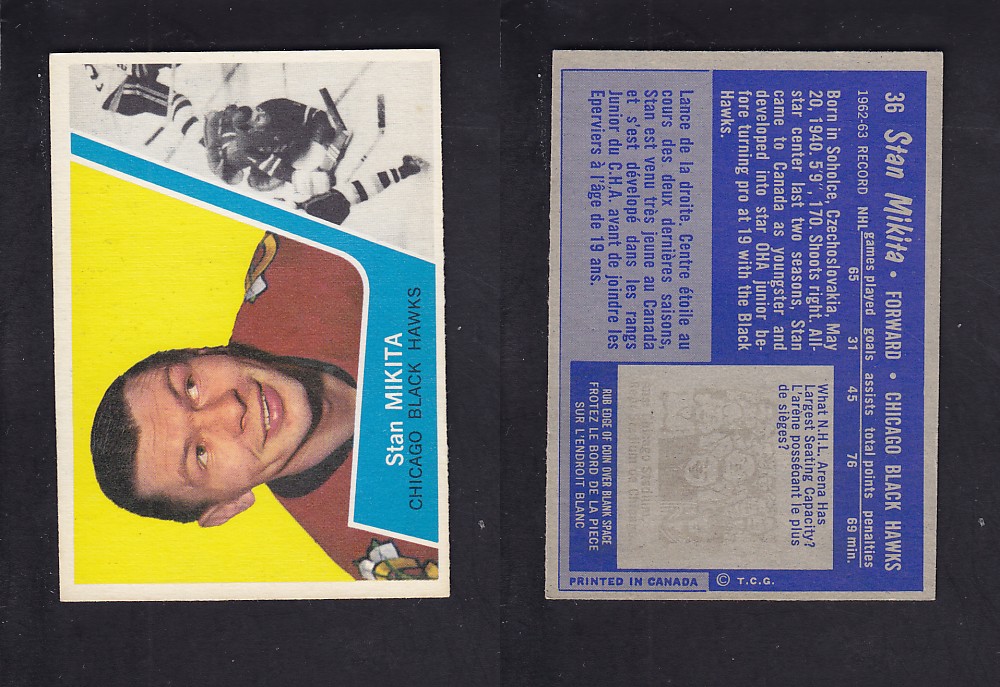 Stan MIKITA
CHICAGO BLACK HAWKS
36 Stan Mikita • FORWARD • CHICAGO BLACK HAWKS
1962-63 RECORD games played goals assists total points penalties
NHL 65 31 45 76 69 min.
Born in Soholce, Czechoslovakia, May
20, 1940. 5'9", 170. Shoots right. All-
star center last two seasons, Stan
came to Canada as youngster and
developed into star OHA junior be-
fore turning pro at 19 with the Black
Hawks.
Lance de la droite. Centre étoile au
cours des deux dernières saisons,
Stan est venu très jeune au Canada
et s'est dévelopé dans les rangs
Junior du C.H.A. avant de joindre les
Eperviers à l'âge de 19 ans.
What N.H.L. Arena Has
Largest Seating Capacity?
L'arène possédant le plus
de sièges?
RUB EDGE OF COIN OVER BLANK SPACE
FROTEZ LE BORD DE LA PIECE
SUR L'ENDROIT BLANC
PRINTED IN CANADA © T.C.G.